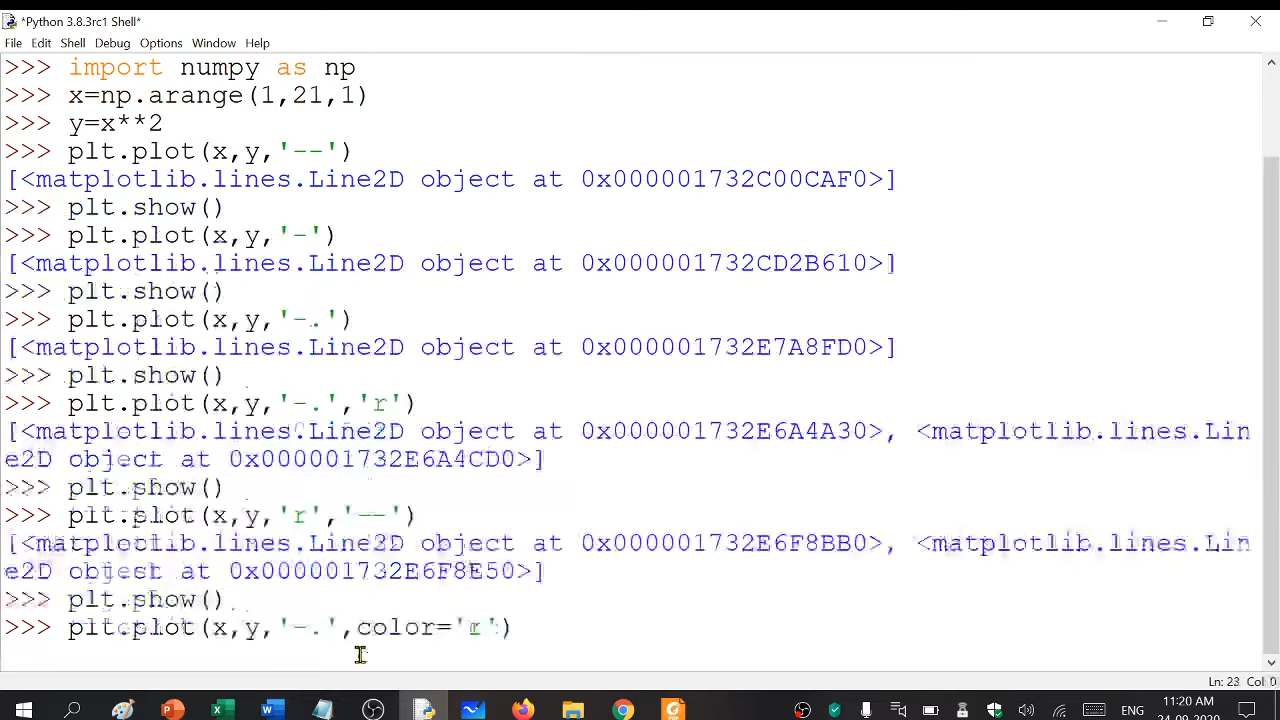 *Python 3.8.3rc1 Shell*
File Edit Shell Debug Options Window Help
>>> import numpy as np
>>> x=np.arange(1,21,1)
>>> y=x**2
>>> plt.plot(x,y,'--')
[<matplotlib.lines.Line2D object at 0x000001732C00CAF0>]
>>> plt.show()
>>> plt.plot(x,y,'-')
[<matplotlib.lines.Line2D object at 0x000001732CD2B610>]
>>> plt.show()
>>> plt.plot(x,y,'-.')
[<matplotlib.lines.Line2D object at 0x000001732E7A8FD0>]
>>> plt.show()
>>> plt.plot(x,y,'-.','r')
[<matplotlib.lines.Line2D object at 0x000001732E6A4A30>, <matplotlib.lines.Lin
e2D object at 0x000001732E6A4CD0>]
>>> plt.show()
>>> plt.plot(x,y,'r','--')
[<matplotlib.lines.Line2D object at 0x000001732E6F8BB0>, <matplotlib.lines.Lin
e2D object at 0x000001732E6F8E50>]
>>> plt.show()
>>> plt.plot(x,y,'-.',color='r')
Ln: 23 Col: 0
ENG
11:20 AM
24-09-2020